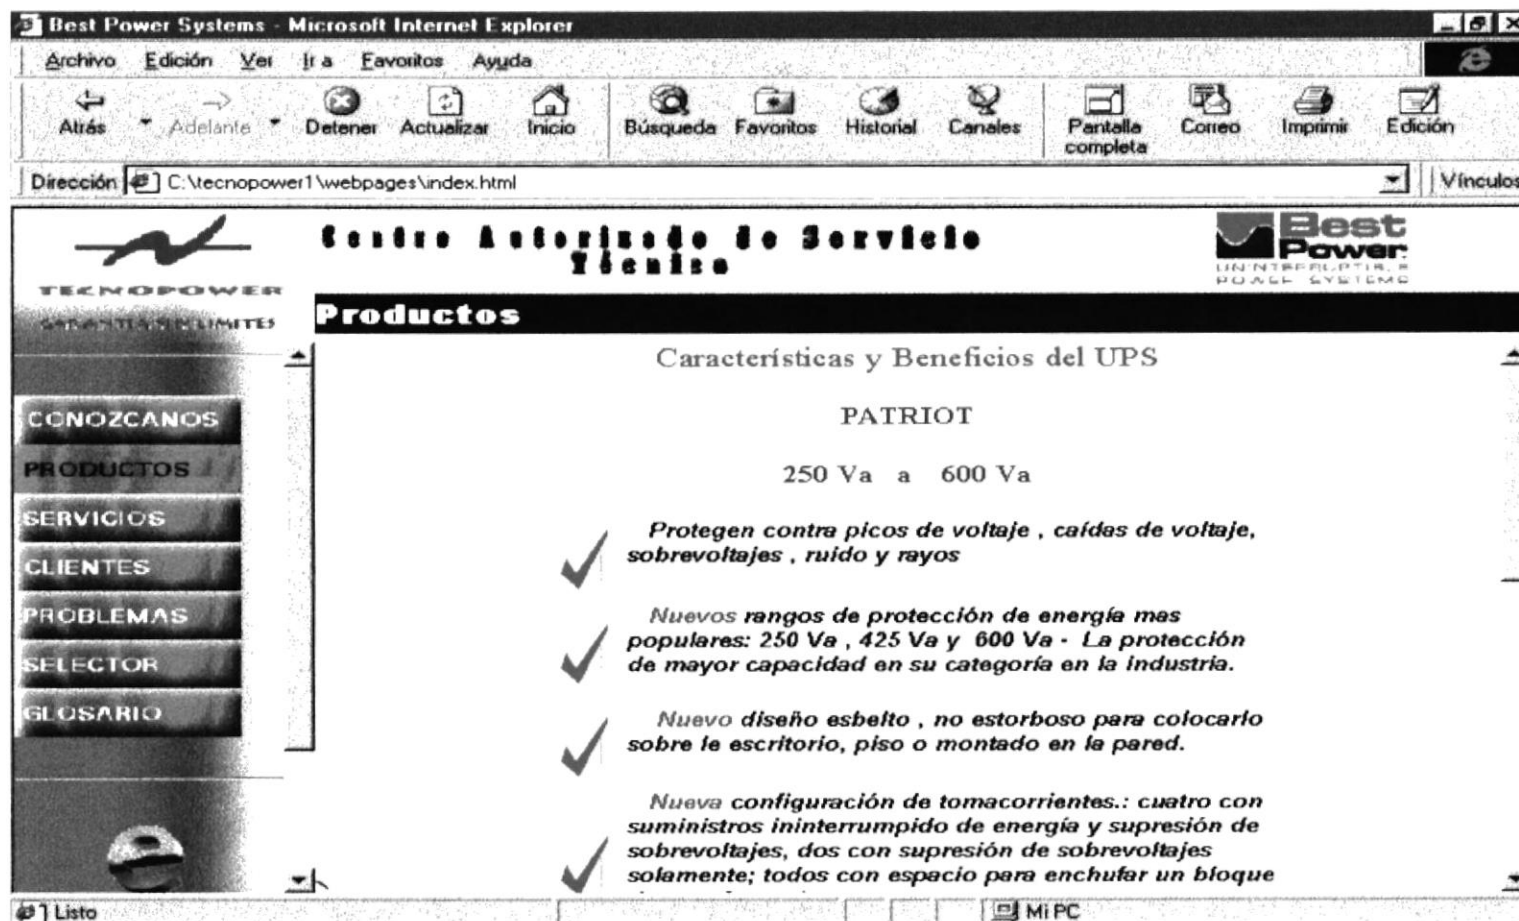 Best Power Systems - Microsoft Internet Explorer
Archivo Edición Ver Ir a Favoritos Ayuda
Atrás Adelante Detener Actualizar Inicio Búsqueda Favoritos Historial Canales Pantalla completa Correo Imprimir Edición
Dirección C:\tecnopower1\webpages\index.html Vínculos
Centro Autorizado de Servicio
Técnico
Best
Power
UNINTERRUPTIBLE
POWER SYSTEMS
TECNOPOWER
GARANTIA SIN LIMITES
Productos
Características y Beneficios del UPS
PATRIOT
250 Va a 600 Va
CONOZCANOS
PRODUCTOS
SERVICIOS
CLIENTES
PROBLEMAS
SELECTOR
GLOSARIO
Protegen contra picos de voltaje , caídas de voltaje,
sobrevoltajes , ruido y rayos
Nuevos rangos de protección de energía mas
populares: 250 Va , 425 Va y 600 Va - La protección
de mayor capacidad en su categoría en la industria.
Nuevo diseño esbelto , no estorboso para colocarlo
sobre le escritorio, piso o montado en la pared.
Nueva configuración de tomacorrientes.: cuatro con
suministros ininterrumpido de energía y supresión de
sobrevoltajes, dos con supresión de sobrevoltajes
solamente; todos con espacio para enchufar un bloque
Listo Mi PC